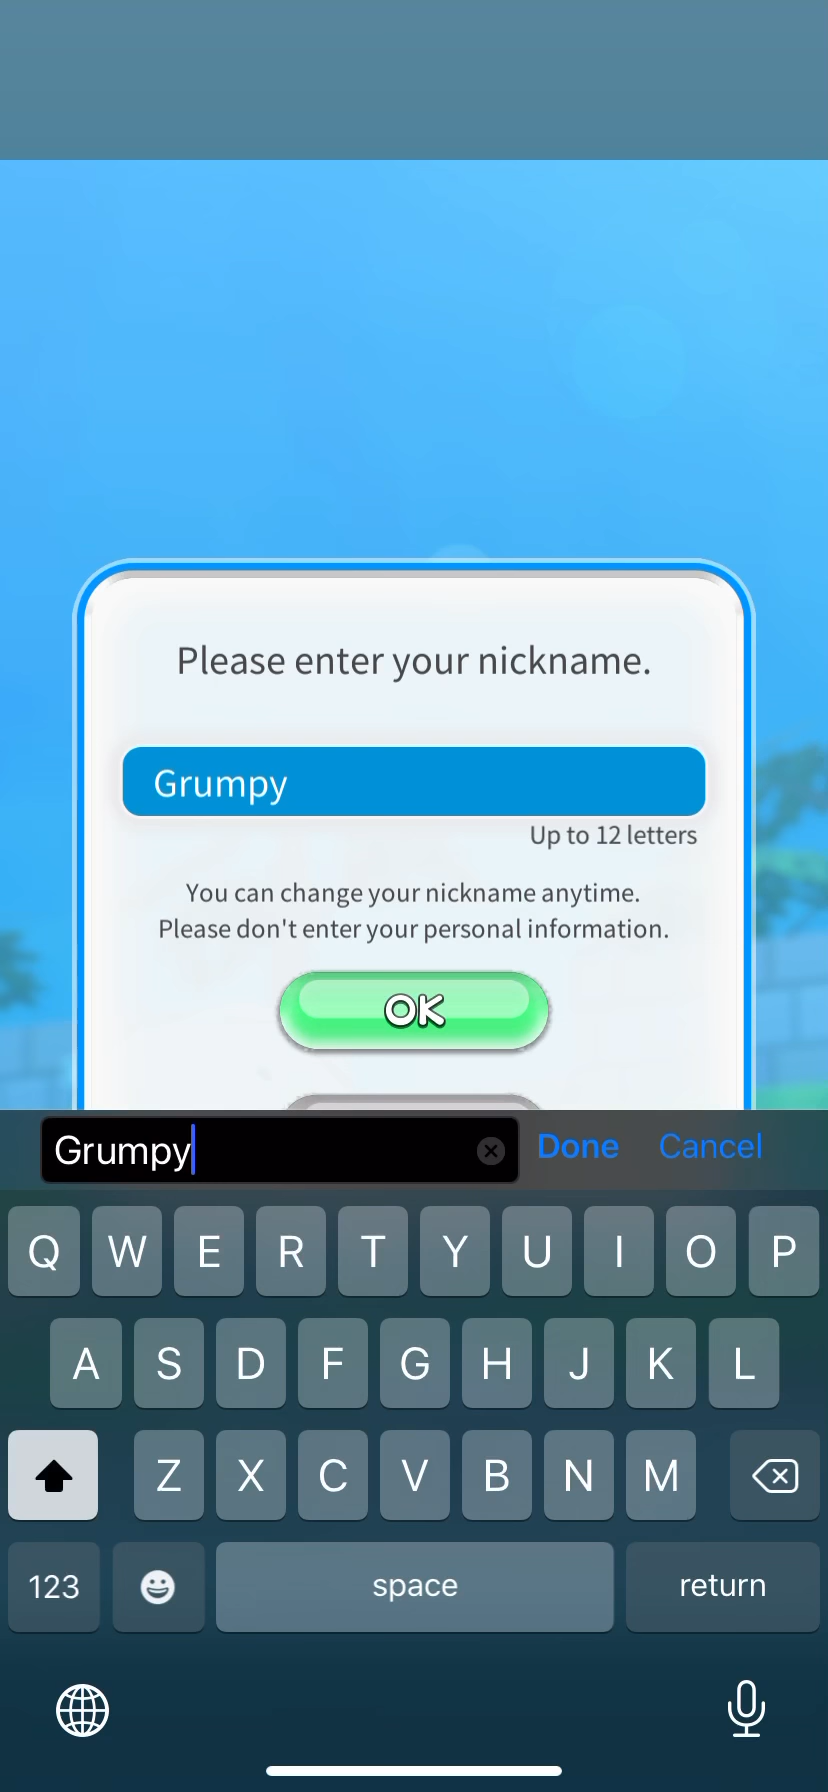 Please enter your nickname.
Grumpy
Up to 12 letters
You can change your nickname anytime.
Please don't enter your personal information.
OK
Grumpy Done Cancel
Q W E R T Y U I O P
A S D F G H J K L
Z X C V B N M
123 space return